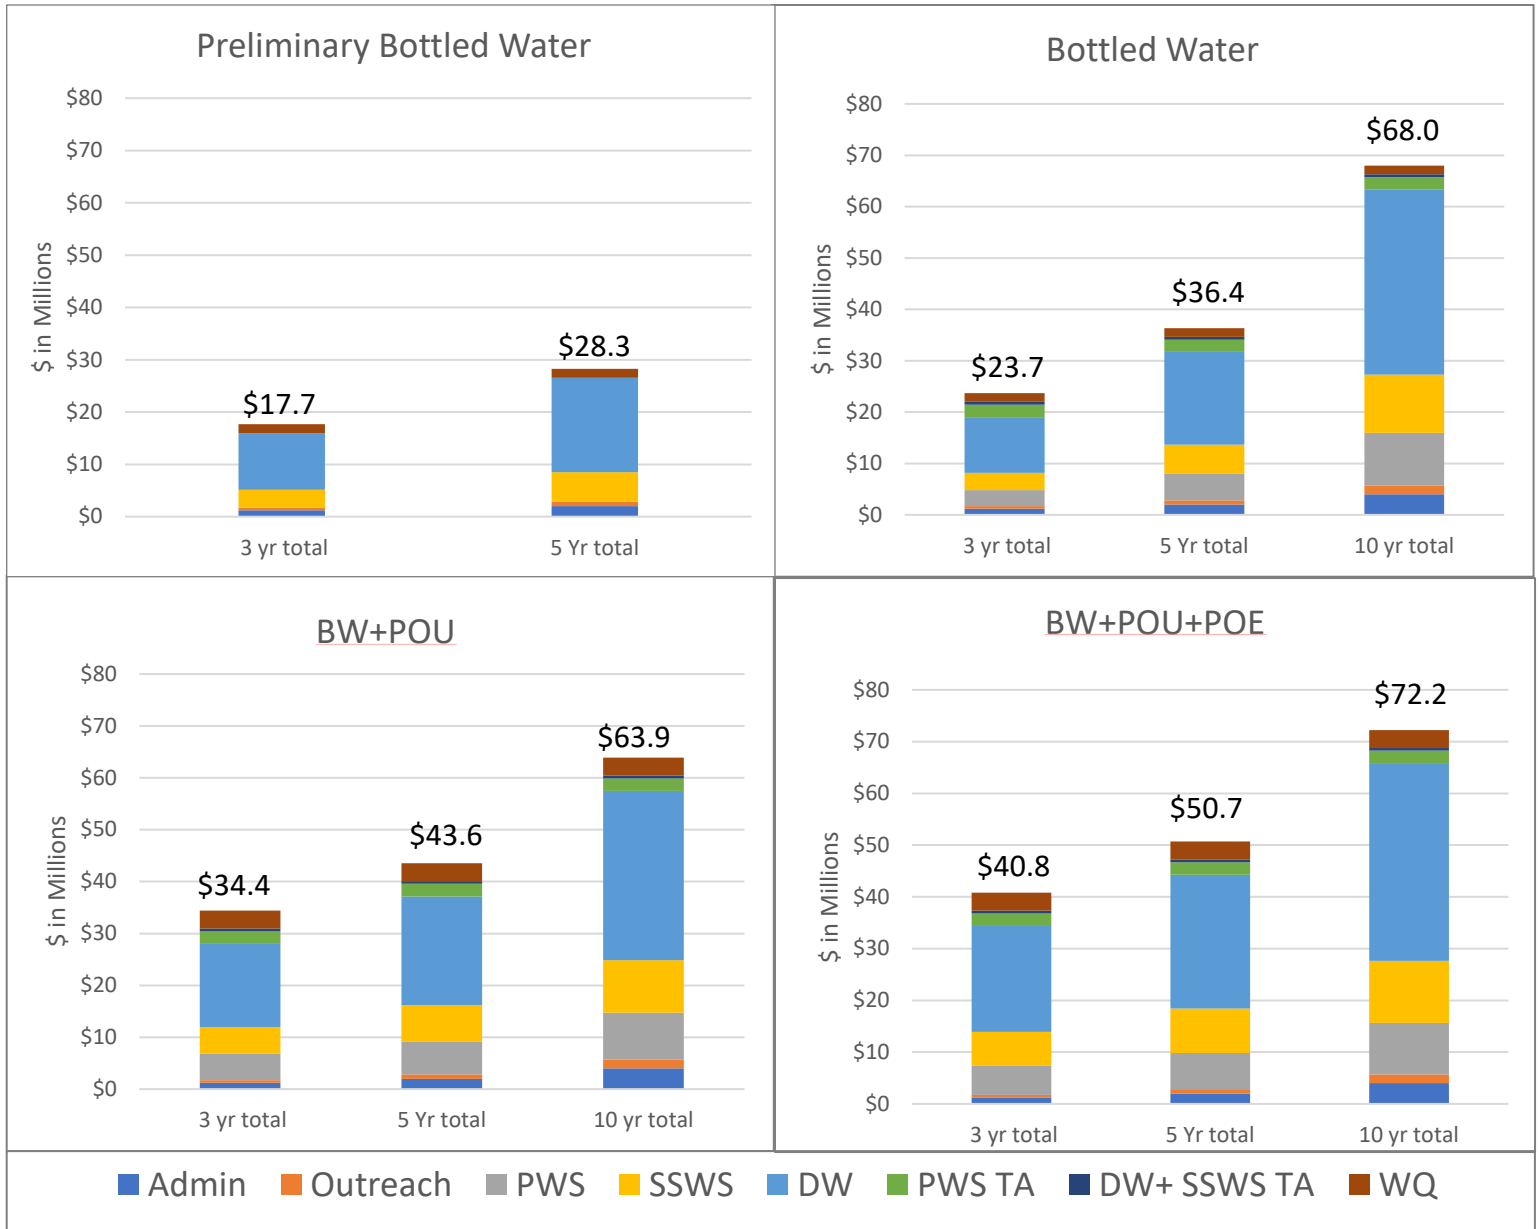 Preliminary Bottled Water
$80
$70
$60
$50
$40
$30
$20
$10
$0
$ in Millions
$17.7
$28.3
3 yr total
5 Yr total
Bottled Water
$80
$70
$60
$50
$40
$30
$20
$10
$0
$ in Millions
$23.7
$36.4
$68.0
3 yr total
5 Yr total
10 yr total
BW+POU
$80
$70
$60
$50
$40
$30
$20
$10
$0
$ in Millions
$34.4
$43.6
$63.9
3 yr total
5 Yr total
10 yr total
BW+POU+POE
$80
$70
$60
$50
$40
$30
$20
$10
$0
$ in Millions
$40.8
$50.7
$72.2
3 yr total
5 Yr total
10 yr total
Admin Outreach PWS SSWS DW PWS TA DW+ SSWS TA WQ